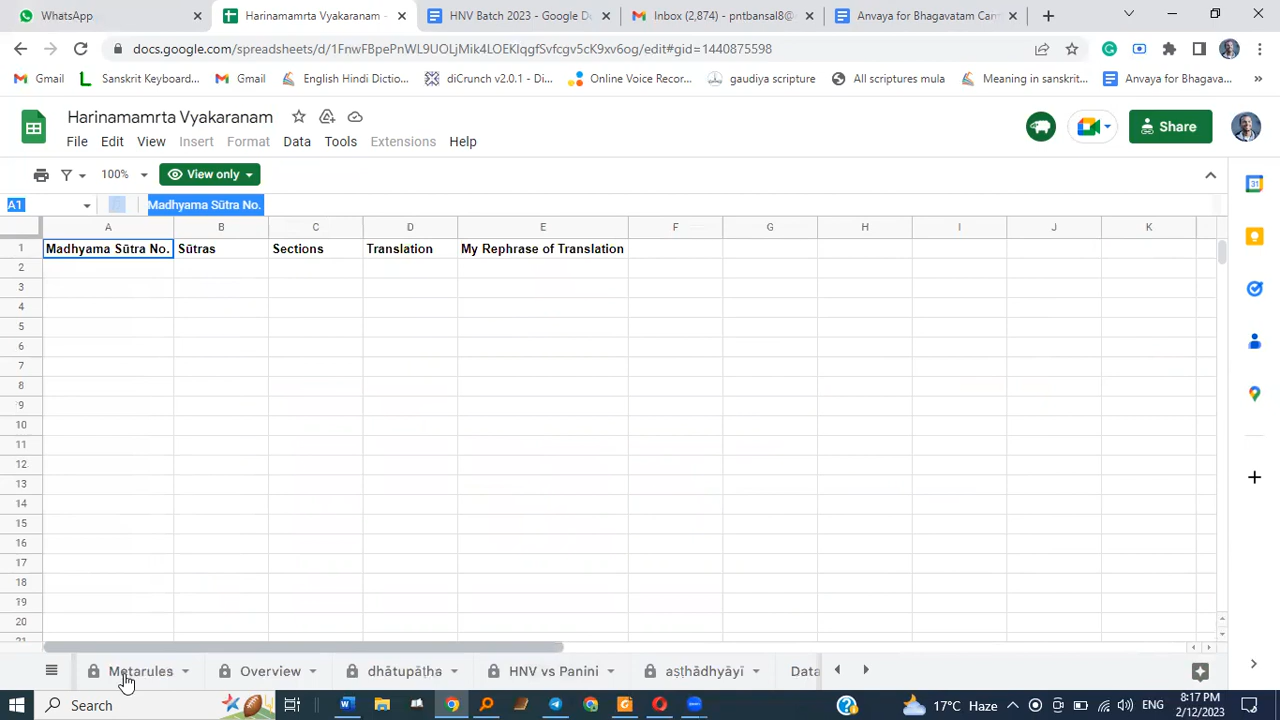 WhatsApp
Harinamamrta Vyakaranam -
HNV Batch 2023 - Google D
Inbox (2,874) - pntbansal8@
Anvaya for Bhagavatam Cam
docs.google.com/spreadsheets/d/1FnwFBpePnWL9UOLjMik4LOEKlqgfSvfcgv5cK9xv6og/edit#gid=1440875598
Gmail
Sanskrit Keyboard...
Gmail
English Hindi Dictio...
diCrunch v2.0.1 - Di...
Online Voice Recor...
gaudiya scripture
All scriptures mula
Meaning in sanskrit...
Anvaya for Bhagav...
»
Harinamamrta Vyakaranam
File Edit View Insert Format Data Tools Extensions Help
Share
100%
View only
A1
Madhyama Sūtra No.
A B C D E F G H I J K
1 Madhyama Sūtra No. Sūtras Sections Translation My Rephrase of Translation
2
3
4
5
6
7
8
9
10
11
12
13
14
15
16
17
18
19
20
21
31
Metarules Overview dhātupāṭha HNV vs Panini aṣṭhādhyāyī Data
Search
17°C Haze
ENG
8:17 PM
2/12/2023